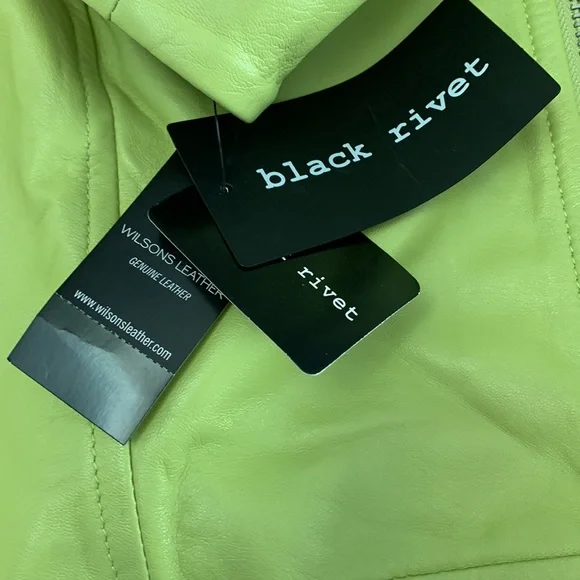 black rivet
rivet
WILSONS LEATHER
GENUINE LEATHER
www.wilsonsleather.com